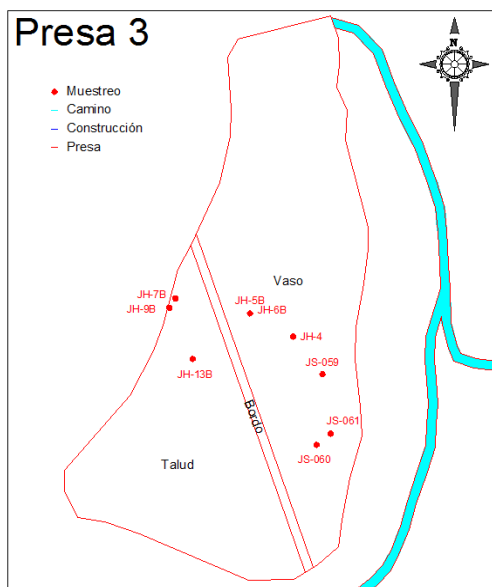 Presa 3
N
Muestreo
Camino
Construcción
Presa
Vaso
JH-7B
JH-9B
JH-5B
JH-6B
JH-4
JH-13B
JS-059
Bordo
JS-061
JS-060
Talud